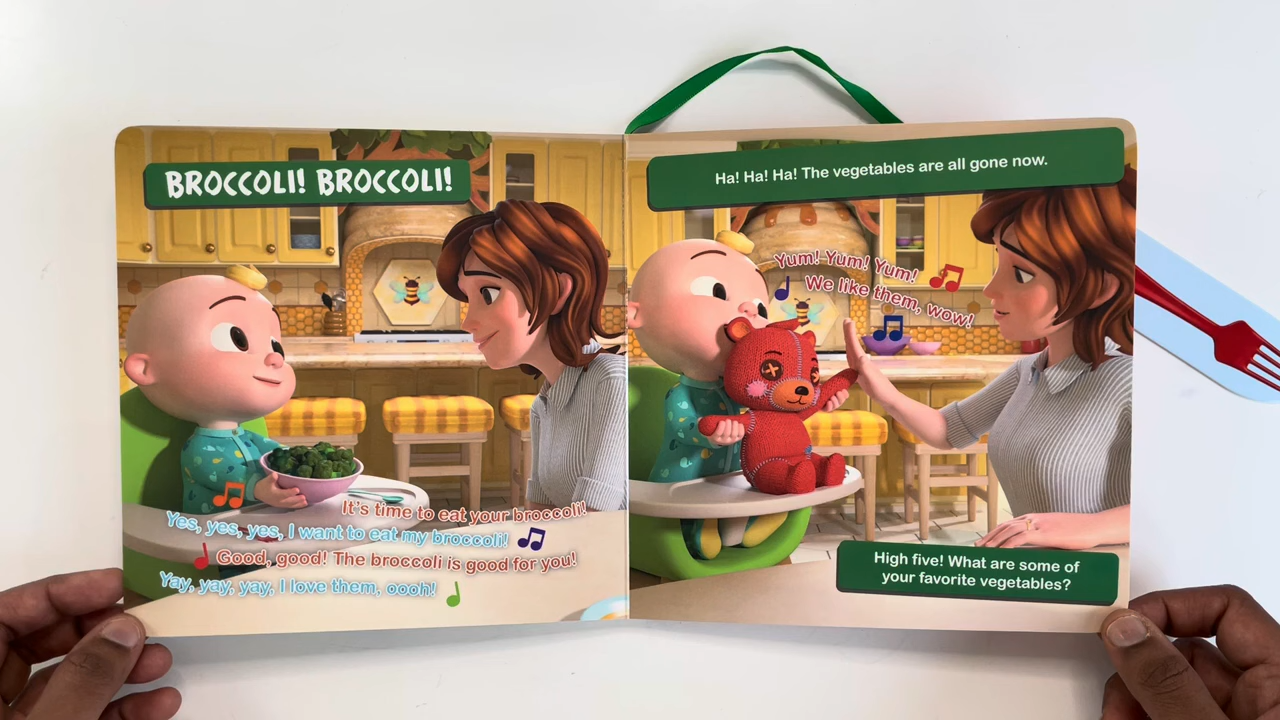 BROCCOLI! BROCCOLI!
It's time to eat your broccoli!
Yes, yes, yes, I want to eat my broccoli!
Good, good! The broccoli is good for you!
Yay, yay, yay, I love them, oooh!
Ha! Ha! Ha! The vegetables are all gone now.
Yum! Yum! Yum!
We like them, wow!
High five! What are some of
your favorite vegetables?